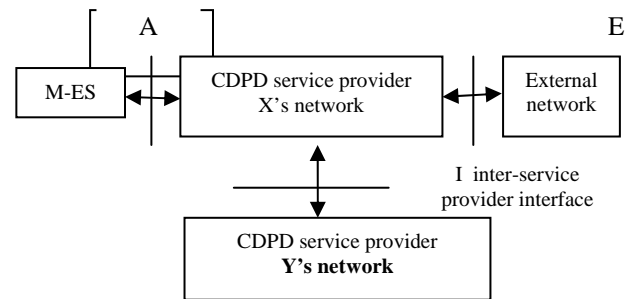 A
E
M-ES
CDPD service provider
X's network
External
network
I inter-service
provider interface
CDPD service provider
Y's network